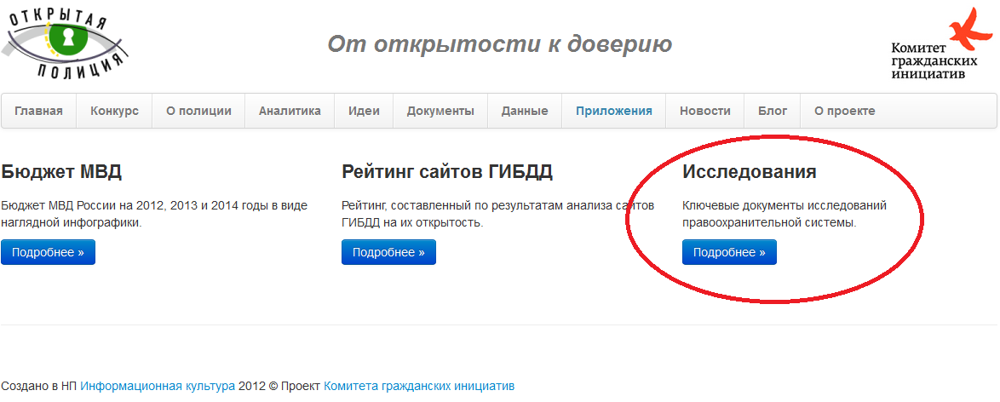 ОТКРЫТАЯ
ПОЛИЦИЯ
От открытости к доверию
Комитет
гражданских
инициатив
Главная Конкурс О полиции Аналитика Идеи Документы Данные Приложения Новости Блог О проекте
Бюджет МВД
Бюджет МВД России на 2012, 2013 и 2014 годы в виде
наглядной инфографики.
Подробнее »
Рейтинг сайтов ГИБДД
Рейтинг, составленный по результатам анализа сайтов
ГИБДД на их открытость.
Подробнее »
Исследования
Ключевые документы исследований
правоохранительной системы.
Подробнее »
Создано в НП Информационная культура 2012 © Проект Комитета гражданских инициатив